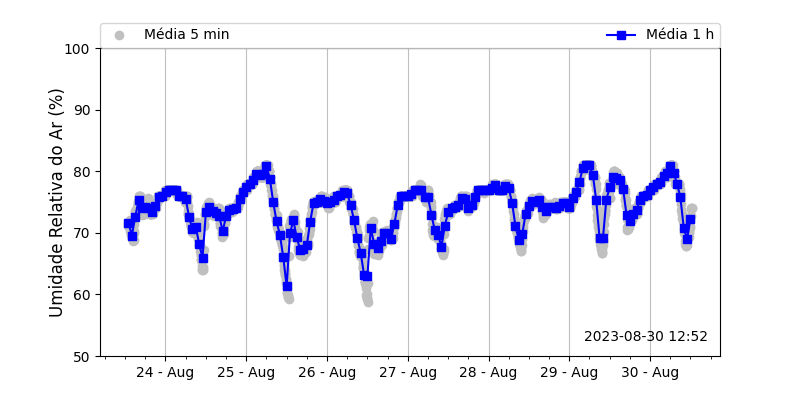 Média 5 min
Média 1 h
Umidade Relativa do Ar (%)
100
90
80
70
60
50
2023-08-30 12:52
24 - Aug
25 - Aug
26 - Aug
27 - Aug
28 - Aug
29 - Aug
30 - Aug